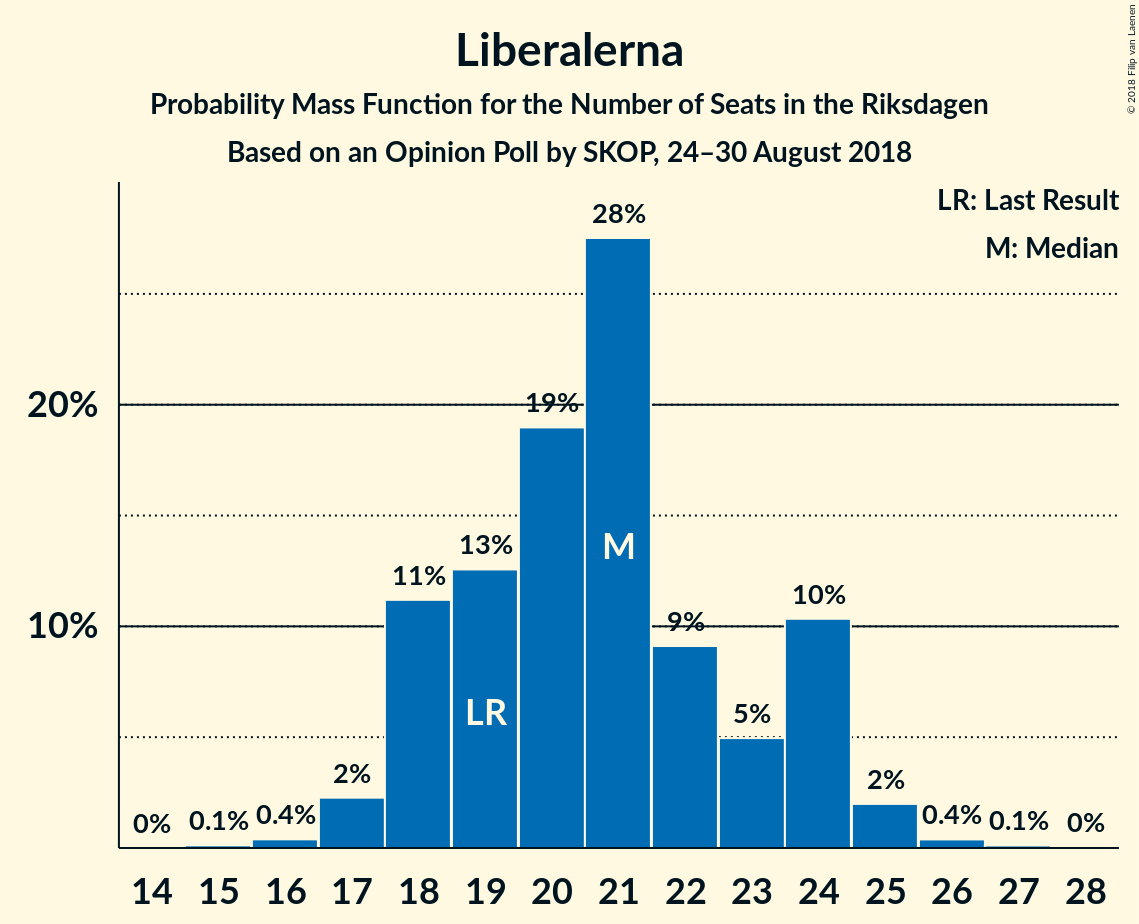 Liberalerna
Probability Mass Function for the Number of Seats in the Riksdagen
Based on an Opinion Poll by SKOP, 24–30 August 2018
© 2018 Filip van Laenen
LR: Last Result
M: Median
28%
20%
19%
M
13%
11%
10%
10%
9%
LR
5%
2%
2%
0%
0.1%
0.4%
0.4%
0.1%
0%
14 15 16 17 18 19 20 21 22 23 24 25 26 27 28